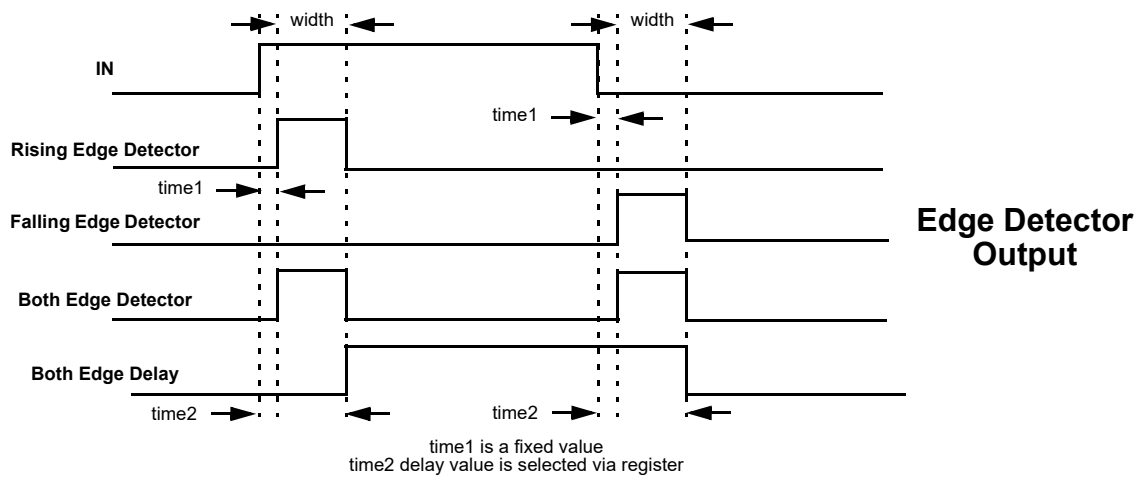 width
width
IN
time1
Rising Edge Detector
time1
Falling Edge Detector
Edge Detector
Output
Both Edge Detector
Both Edge Delay
time2
time2
time1 is a fixed value
time2 delay value is selected via register